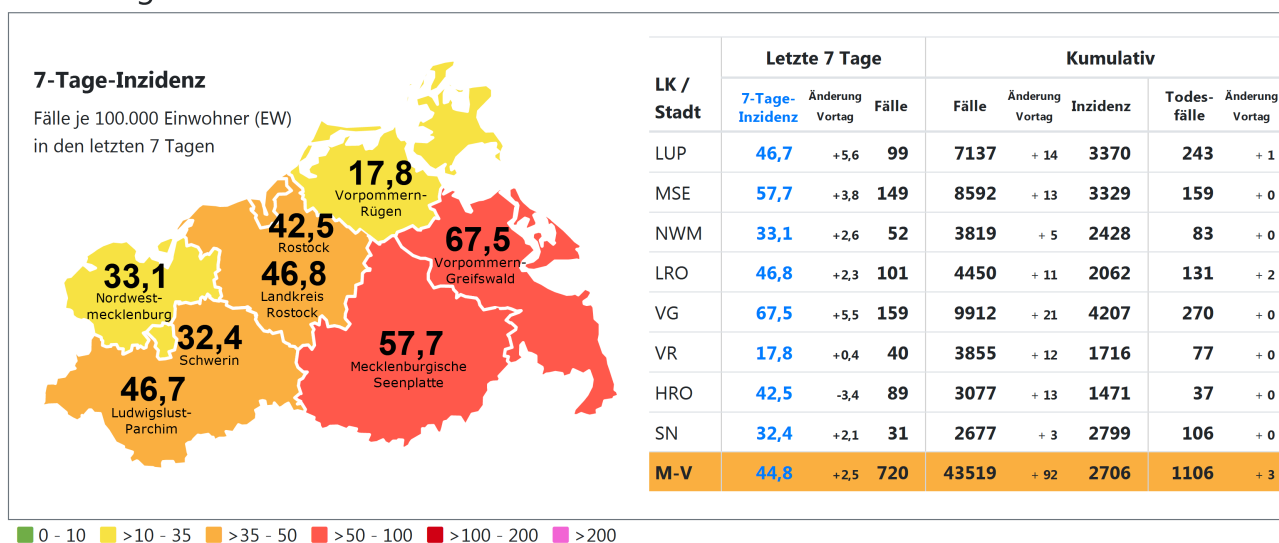 7-Tage-Inzidenz
Fälle je 100.000 Einwohner (EW)
in den letzten 7 Tagen
17,8
Vorpommern-
Rügen
42,5
Rostock
67,5
Vorpommern-
Greifswald
46,8
Landkreis
Rostock
33,1
Nordwest-
mecklenburg
32,4
Schwerin
57,7
Mecklenburgische
Seenplatte
46,7
Ludwigslust-
Parchim
LK / Stadt Letzte 7 Tage Kumulativ
7-Tage-Inzidenz Änderung Vortag Fälle Fälle Änderung Vortag Inzidenz Todes-fälle Änderung Vortag
LUP 46,7 +5,6 99 7137 + 14 3370 243 + 1
MSE 57,7 +3,8 149 8592 + 13 3329 159 + 0
NWM 33,1 +2,6 52 3819 + 5 2428 83 + 0
LRO 46,8 +2,3 101 4450 + 11 2062 131 + 2
VG 67,5 +5,5 159 9912 + 21 4207 270 + 0
VR 17,8 +0,4 40 3855 + 12 1716 77 + 0
HRO 42,5 -3,4 89 3077 + 13 1471 37 + 0
SN 32,4 +2,1 31 2677 + 3 2799 106 + 0
M-V 44,8 +2,5 720 43519 + 92 2706 1106 + 3
0 - 10 >10 - 35 >35 - 50 >50 - 100 >100 - 200 >200